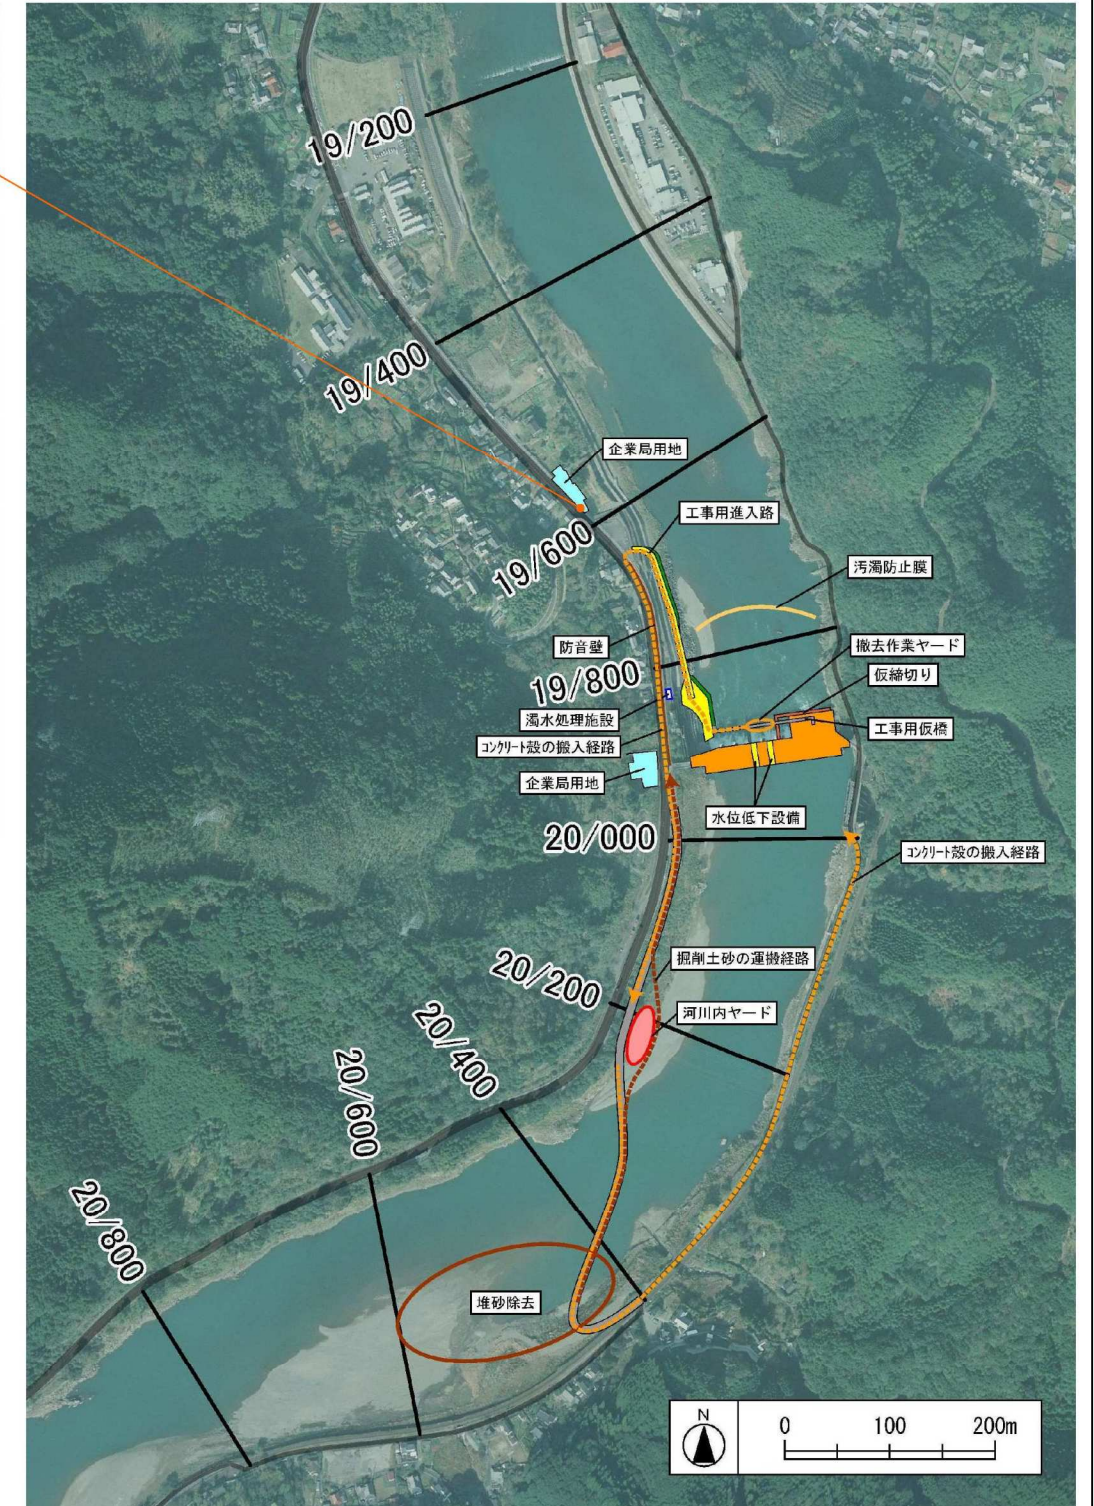 19/200
19/400
企業局用地
工事用進入路
19/600
汚濁防止膜
防音壁
撤去作業ヤード
19/800
仮締切り
濁水処理施設
工事用仮橋
コンクリート殻の搬入経路
企業局用地
水位低下設備
20/000
コンクリート殻の搬入経路
掘削土砂の運搬経路
20/200
河川内ヤード
20/400
20/600
20/800
堆砂除去
N
0 100 200m